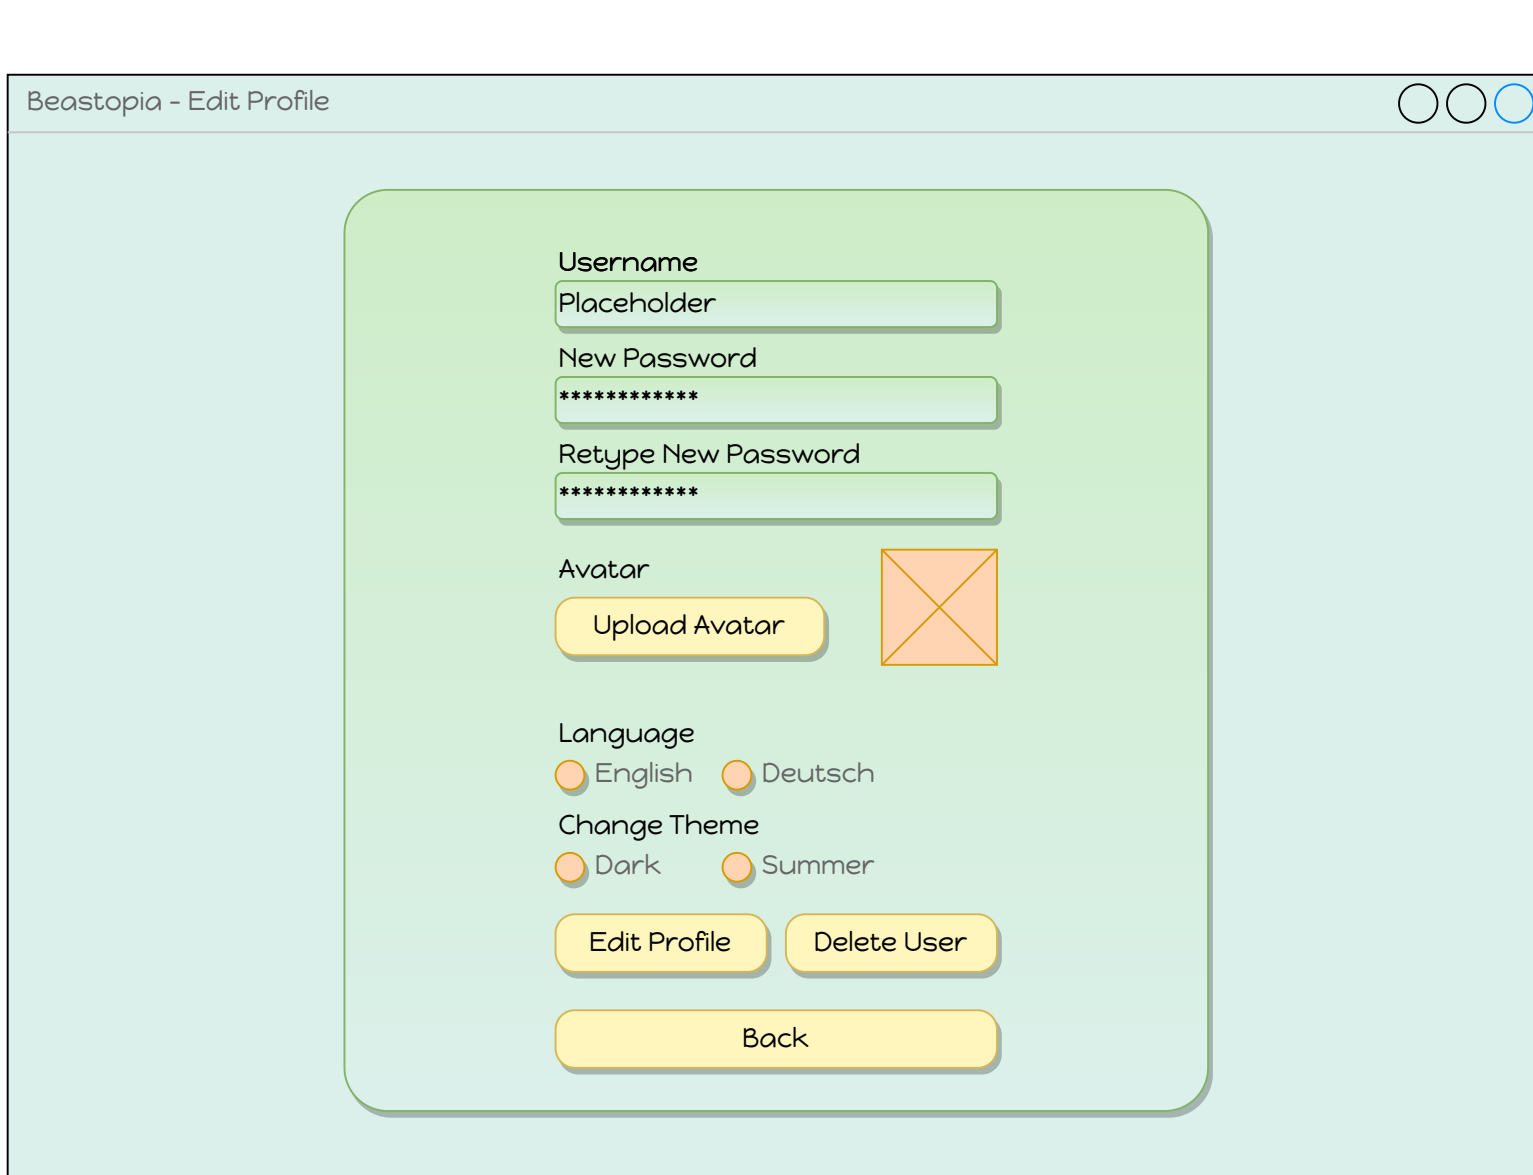 Beastopia - Edit Profile
Username
Placeholder
New Password
************
Retype New Password
************
Avatar
Upload Avatar
Language
English Deutsch
Change Theme
Dark Summer
Edit Profile Delete User
Back